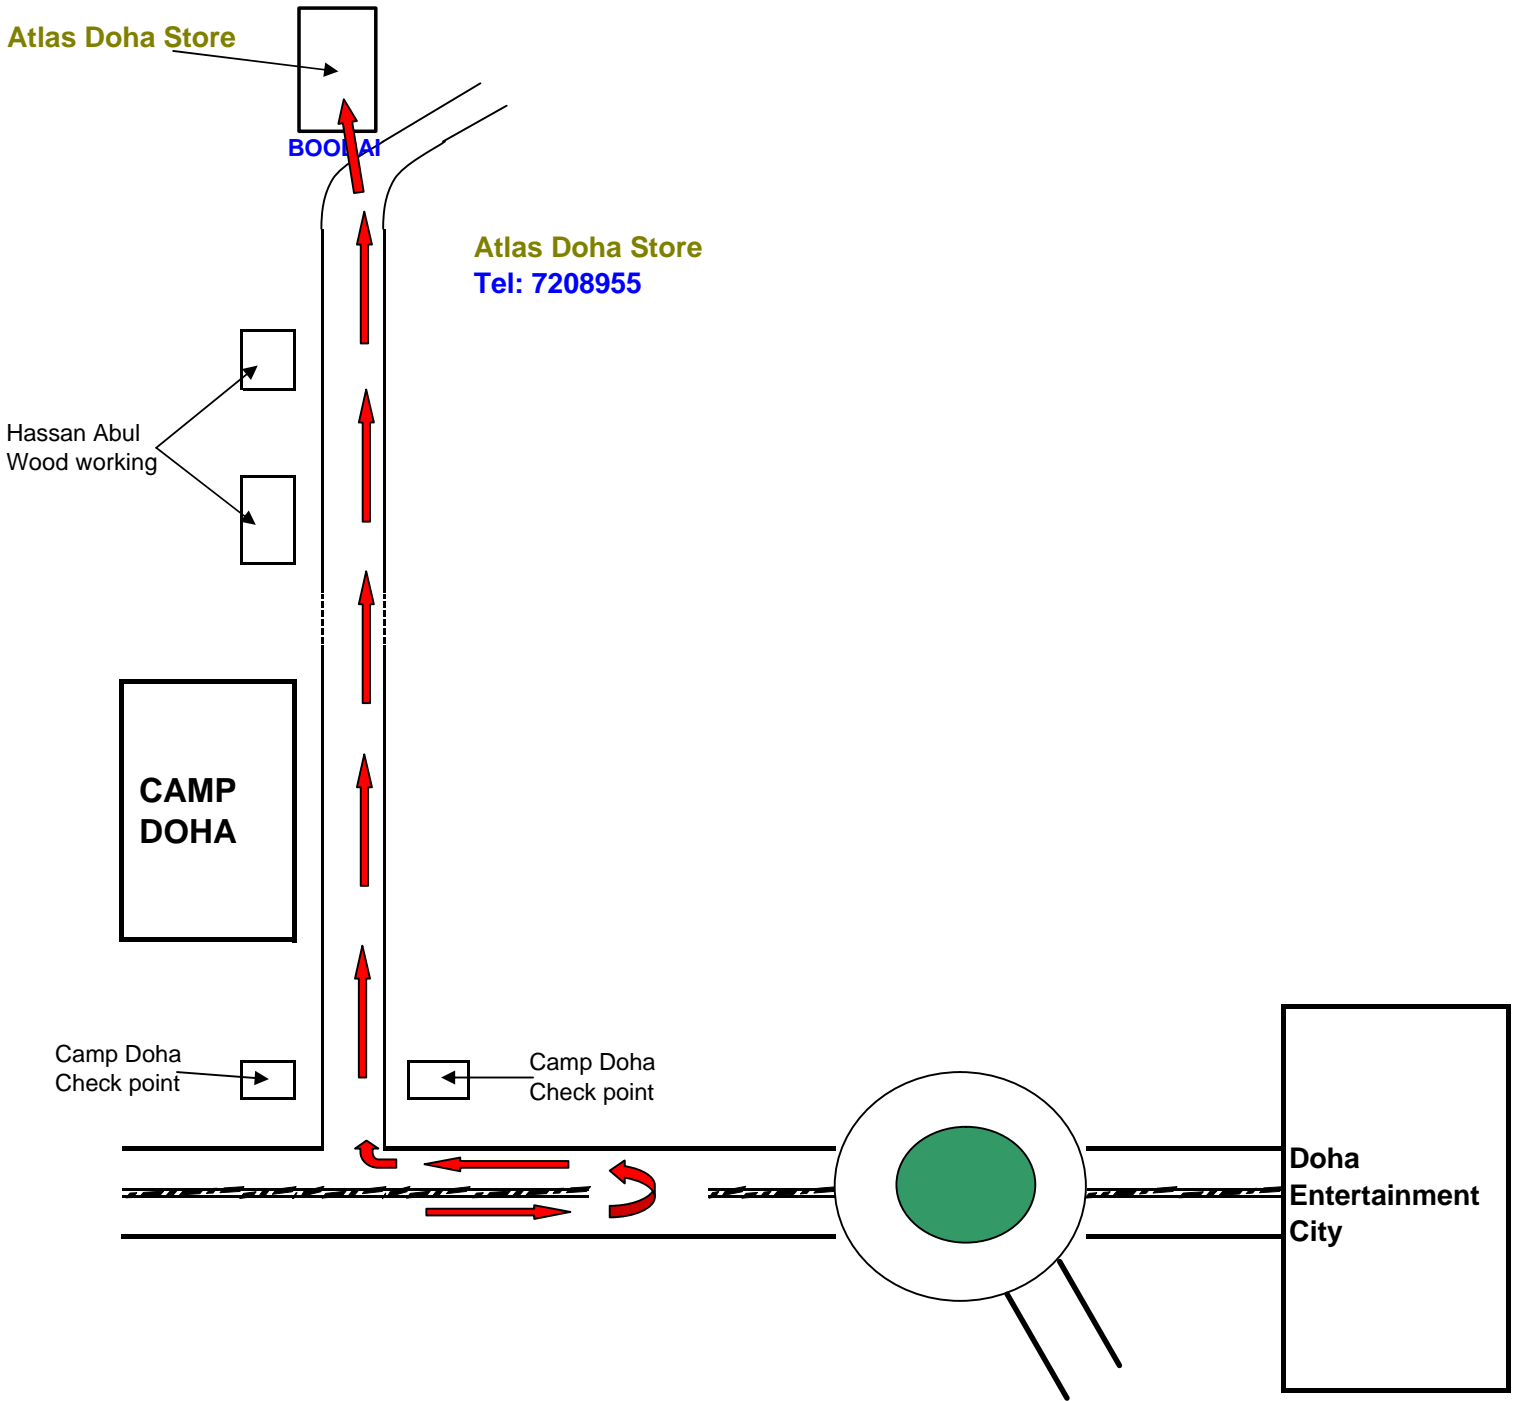 Atlas Doha Store
Atlas Doha Store
Tel: 7208955
Hassan Abul
Wood working
CAMP
DOHA
Camp Doha
Check point
Camp Doha
Check point
Doha
Entertainment
City